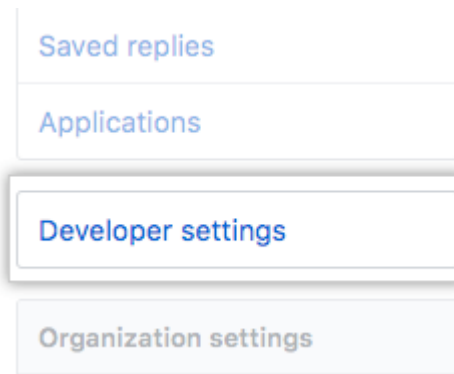 Saved replies
Applications
Developer settings
Organization settings